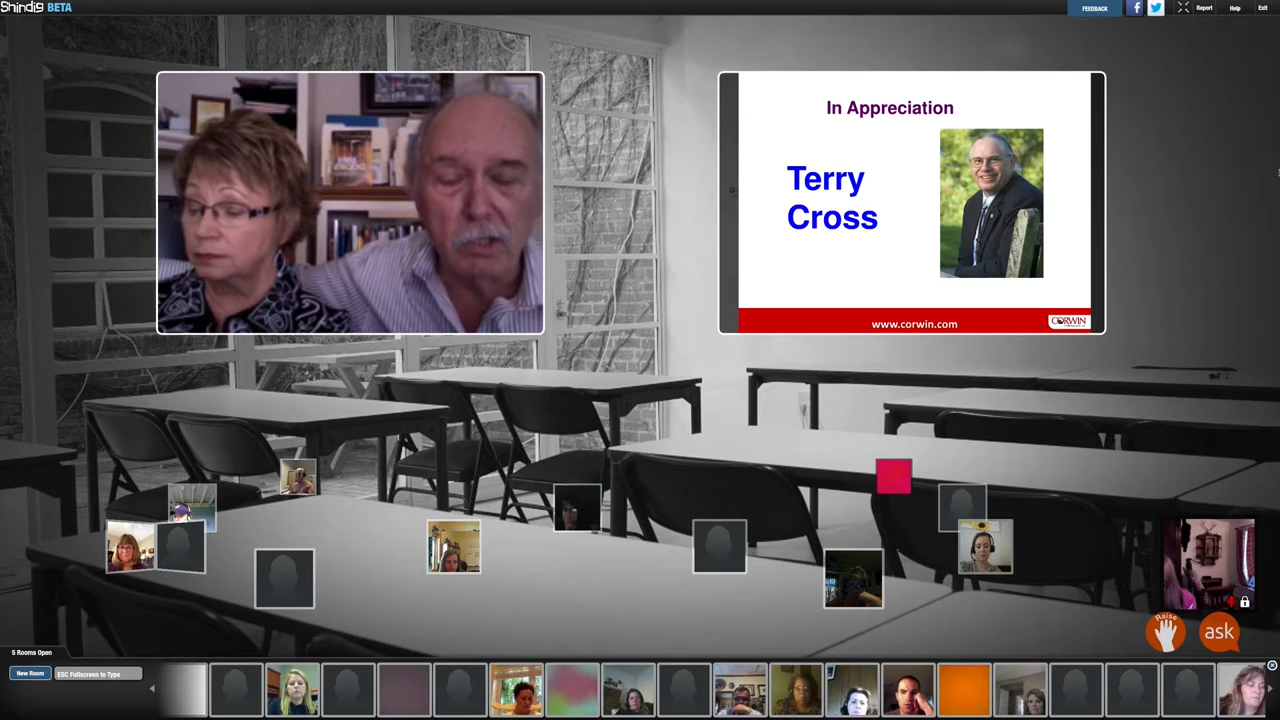 Shindig BETA
FEEDBACK
Report
Help
Exit
In Appreciation
Terry
Cross
www.corwin.com
CORWIN
Raise
ask
5 Rooms Open
New Room
ESC Fullscreen to Type